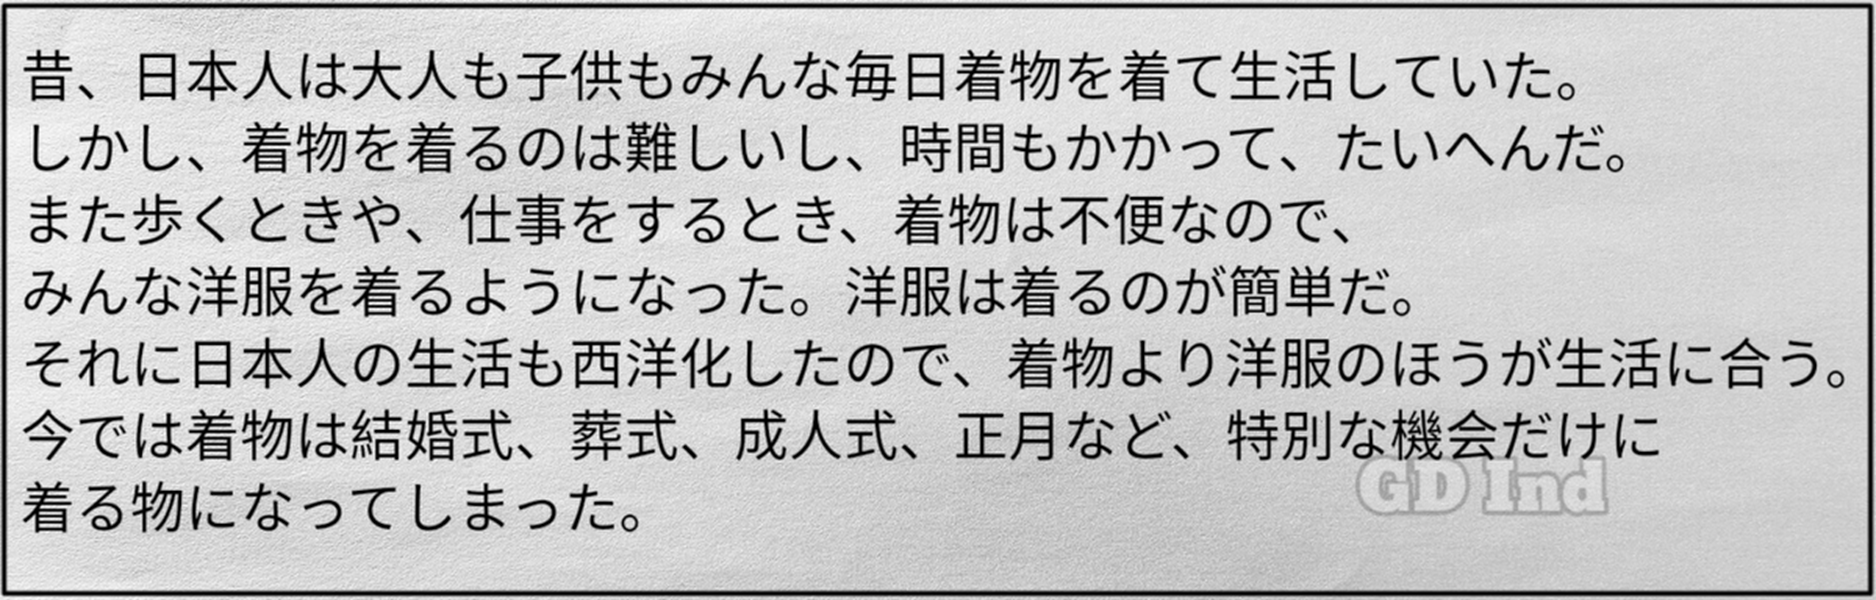 昔、日本人は大人も子供もみんな毎日着物を着て生活していた。
しかし、着物を着るのは難しいし、時間もかかって、たいへんだ。
また歩くときや、仕事をするとき、着物は不便なので、
みんな洋服を着るようになった。洋服は着るのが簡単だ。
それに日本人の生活も西洋化したので、着物より洋服のほうが生活に合う。
今では着物は結婚式、葬式、成人式、正月など、特別な機会だけに
着る物になってしまった。
GD Ind